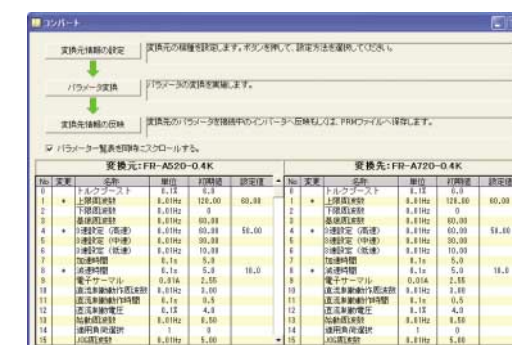 コンバート
変換元情報の設定
変換元の機種を設定します。ボタンを押して、設定方法を選択してください。
パラメータ変換
パラメータの変換を実施します。
変換先情報の反映
変換先のパラメータを接続中のインバータへ反映もしくは、PRMファイルへ保存します。
パラメーター覧表を同時にスクロールする。
変換元:FR-A520-0.4K
変換先:FR-A720-0.4K
No 変更 名称 単位 初期値 設定値 No 変更 名称 単位 初期値 設定値
0 トルクブースト 0.1% 6.0 0 トルクブースト 0.1% 6.0
1 * 上限周波数 0.01Hz 120.00 60.00 1 * 上限周波数 0.01Hz 120.00 60.00
2 下限周波数 0.01Hz 0 2 下限周波数 0.01Hz 0
3 基底周波数 0.01Hz 60.00 3 基底周波数 0.01Hz 60.00
4 * 3速設定（高速） 0.01Hz 60.00 50.00 4 * 3速設定（高速） 0.01Hz 60.00 50.00
5 3速設定（中速） 0.01Hz 30.00 5 3速設定（中速） 0.01Hz 30.00
6 3速設定（低速） 0.01Hz 10.00 6 3速設定（低速） 0.01Hz 10.00
7 加速時間 0.1s 5.0 7 加速時間 0.1s 5.0
8 * 減速時間 0.1s 5.0 10.0 8 * 減速時間 0.1s 5.0 10.0
9 電子サーマル 0.01A 2.55 9 電子サーマル 0.01A 2.55
10 直流制動動作周波数 0.01Hz 3.00 10 直流制動動作周波数 0.01Hz 3.00
11 直流制動動作時間 0.1s 0.5 11 直流制動動作時間 0.1s 0.5
12 直流制動電圧 0.1% 4.0 12 直流制動電圧 0.1% 4.0
13 始動周波数 0.01Hz 0.50 13 始動周波数 0.01Hz 0.50
14 適用負荷選択 1 0 14 適用負荷選択 1 0
15 JOG周波数 0.01Hz 5.00 15 JOG周波数 0.01Hz 5.00